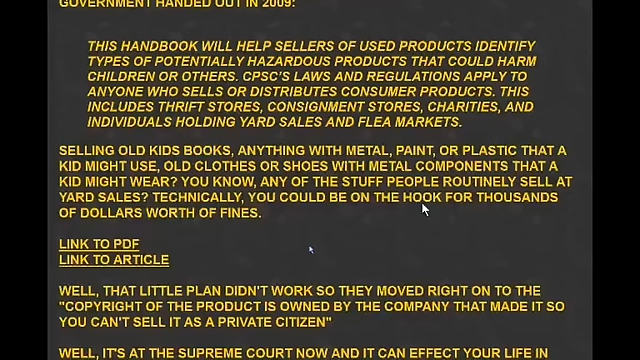 GOVERNMENT HANDED OUT IN 2009:
THIS HANDBOOK WILL HELP SELLERS OF USED PRODUCTS IDENTIFY
TYPES OF POTENTIALLY HAZARDOUS PRODUCTS THAT COULD HARM
CHILDREN OR OTHERS. CPSC'S LAWS AND REGULATIONS APPLY TO
ANYONE WHO SELLS OR DISTRIBUTES CONSUMER PRODUCTS. THIS
INCLUDES THRIFT STORES, CONSIGNMENT STORES, CHARITIES, AND
INDIVIDUALS HOLDING YARD SALES AND FLEA MARKETS.
SELLING OLD KIDS BOOKS, ANYTHING WITH METAL, PAINT, OR PLASTIC THAT A
KID MIGHT USE, OLD CLOTHES OR SHOES WITH METAL COMPONENTS THAT A
KID MIGHT WEAR? YOU KNOW, ANY OF THE STUFF PEOPLE ROUTINELY SELL AT
YARD SALES? TECHNICALLY, YOU COULD BE ON THE HOOK FOR THOUSANDS
OF DOLLARS WORTH OF FINES.
LINK TO PDF
LINK TO ARTICLE
WELL, THAT LITTLE PLAN DIDN'T WORK SO THEY MOVED RIGHT ON TO THE
"COPYRIGHT OF THE PRODUCT IS OWNED BY THE COMPANY THAT MADE IT SO
YOU CAN'T SELL IT AS A PRIVATE CITIZEN"
WELL, IT'S AT THE SUPREME COURT NOW AND IT CAN EFFECT YOUR LIFE IN